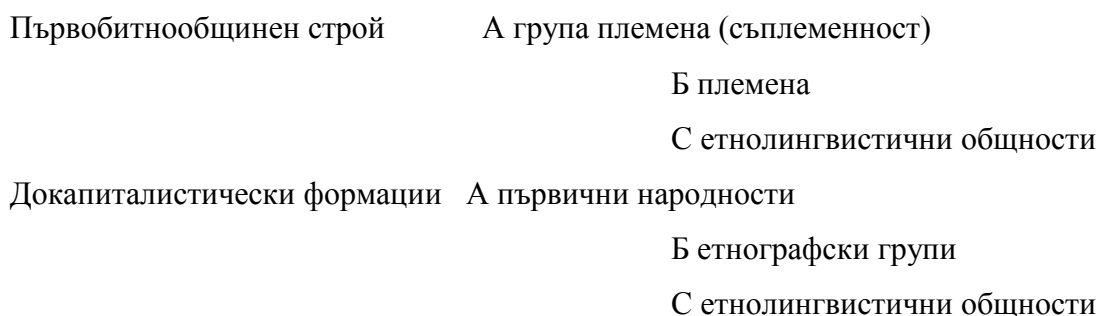 Първобитнообщинен строй А група племена (съплеменност)
Б племена
С етнолингвистични общности
Докапиталистически формации А първични народности
Б етнографски групи
С етнолингвистични общности